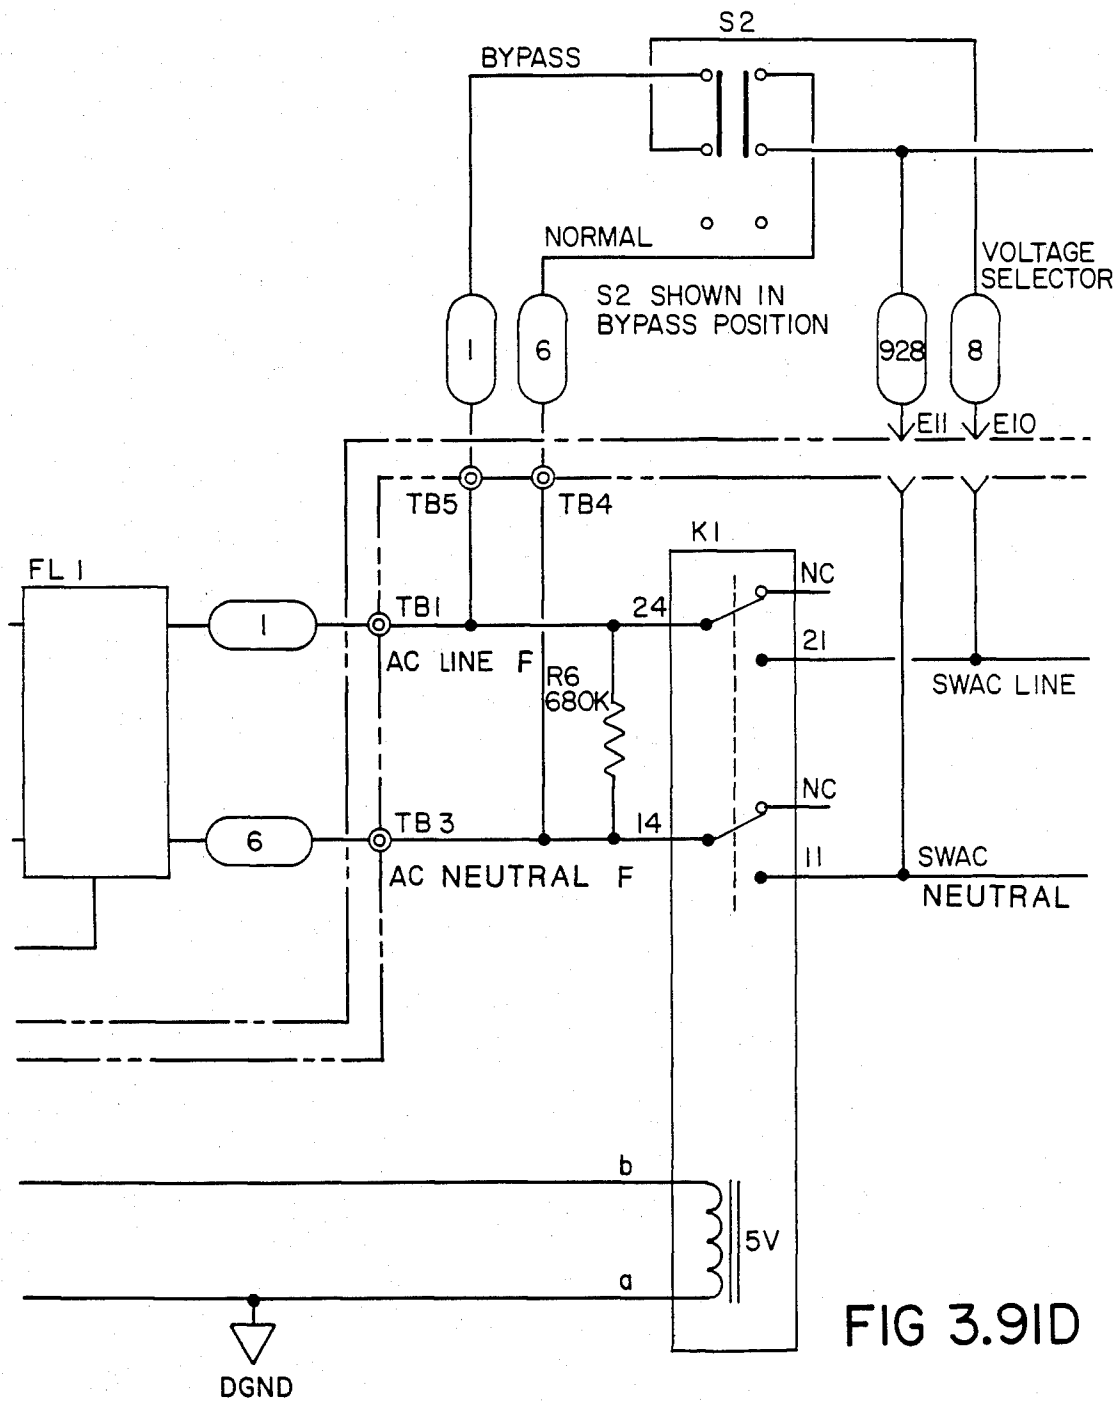 S2
BYPASS
NORMAL
VOLTAGE
SELECTOR
S2 SHOWN IN
BYPASS POSITION
1
6
928
8
E11
E10
TB5
TB4
K1
FL 1
NC
1
TB1
24
21
AC LINE F
R6
680K
SWAC LINE
NC
6
TB3
14
11
SWAC
NEUTRAL
AC NEUTRAL F
b
5V
a
DGND
FIG 3.91D